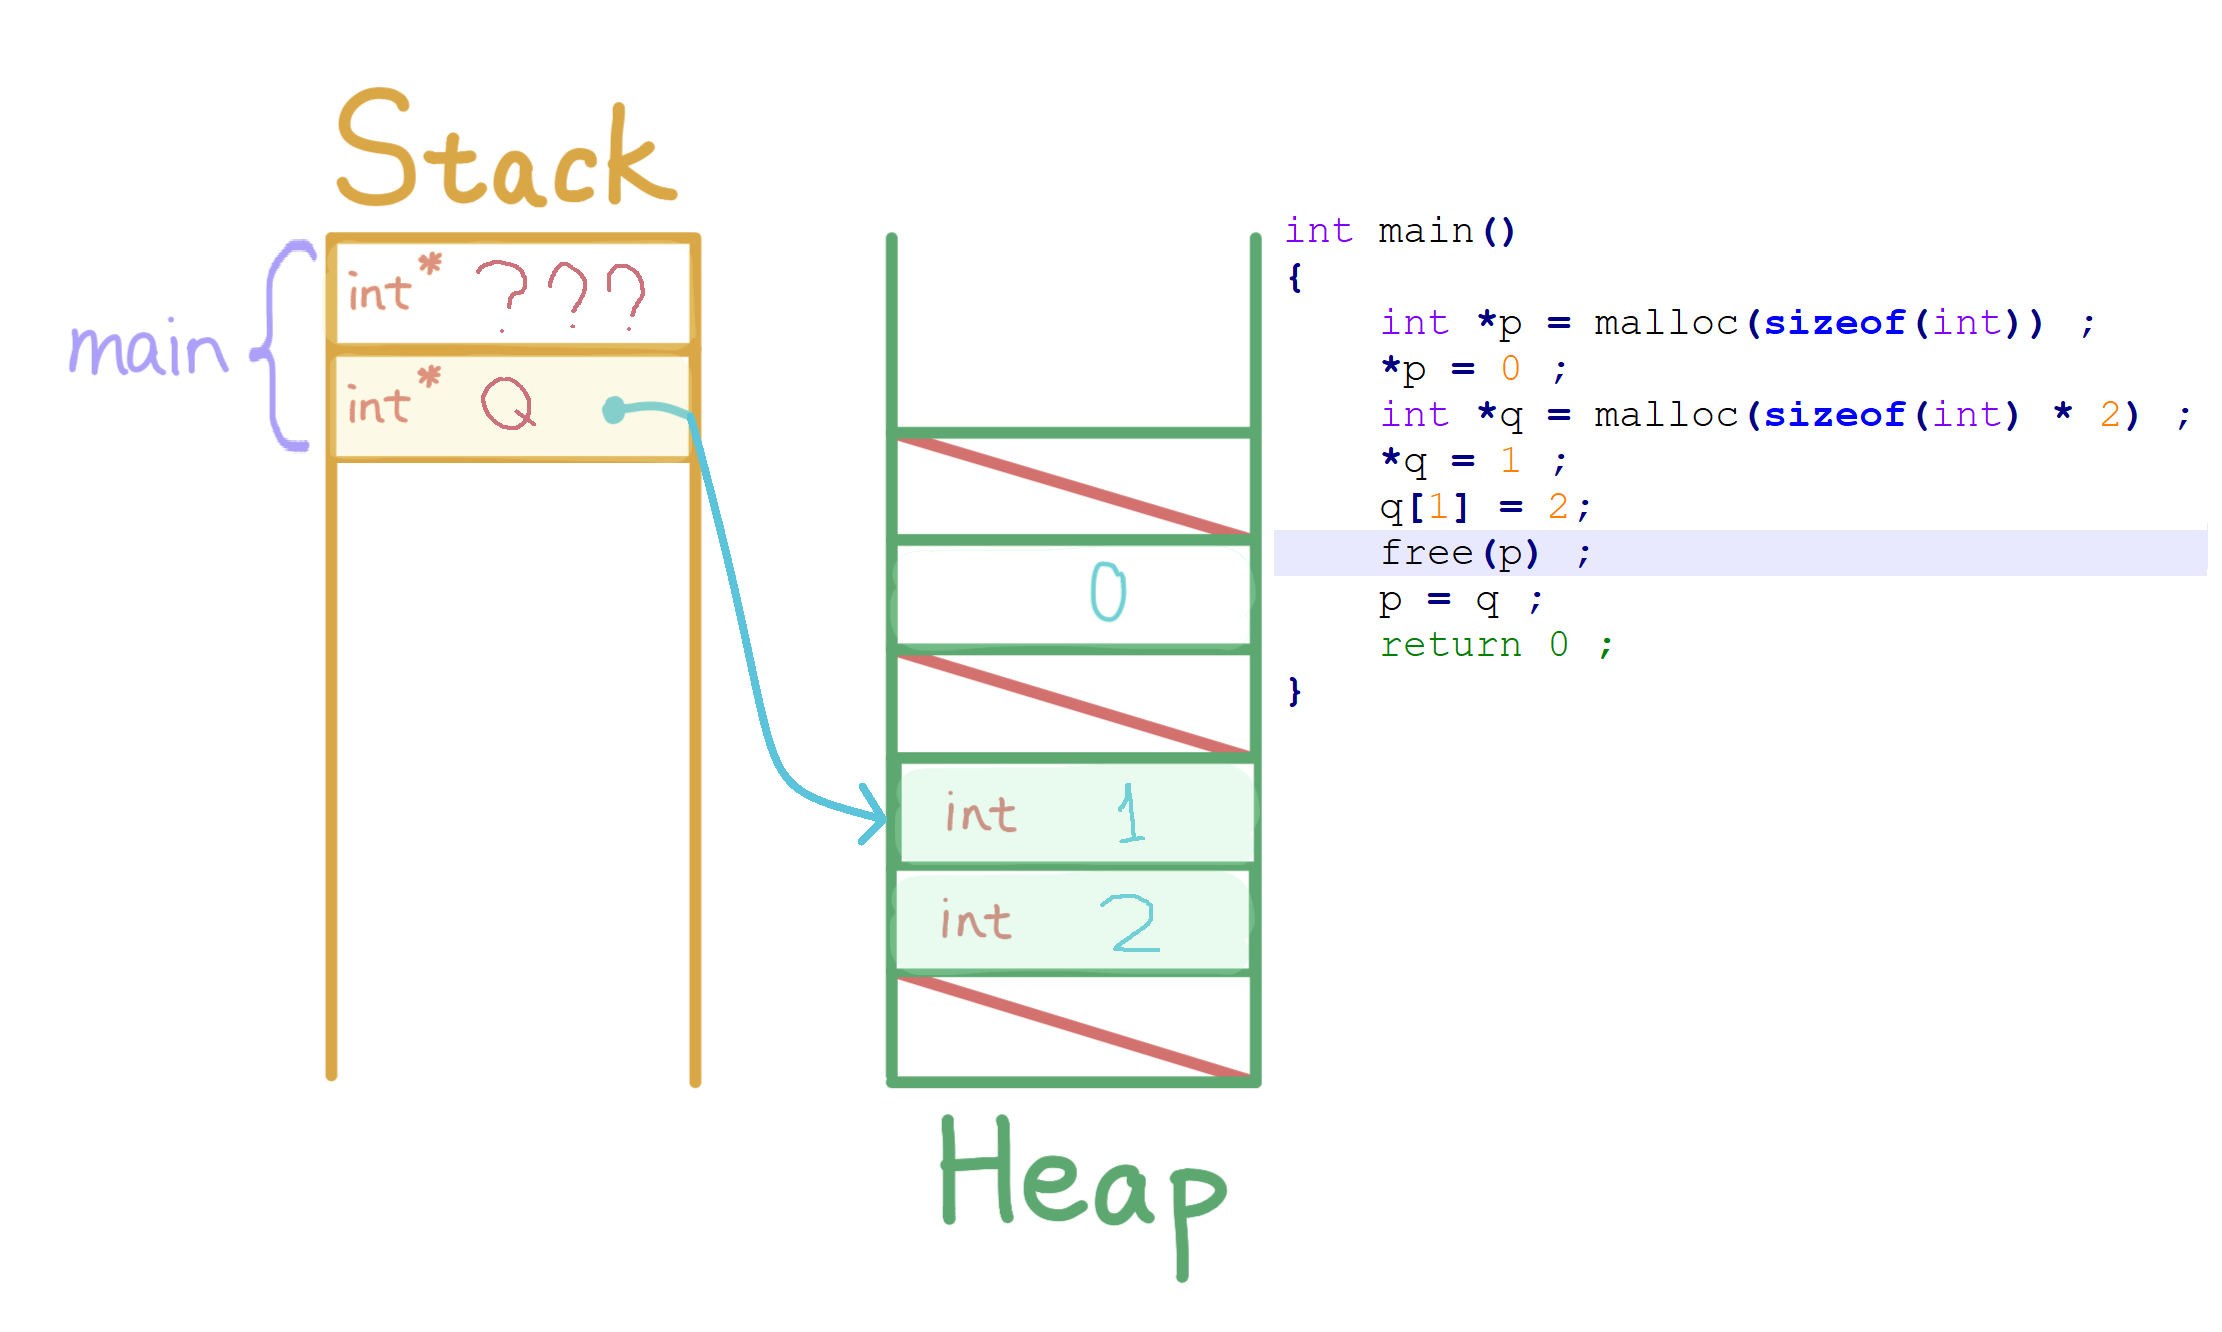 Stack
main
int* ???
int* Q
0
int 1
int 2
Heap
int main()
{
    int *p = malloc(sizeof(int)) ;
    *p = 0 ;
    int *q = malloc(sizeof(int) * 2) ;
    *q = 1 ;
    q[1] = 2;
    free(p) ;
    p = q ;
    return 0 ;
}